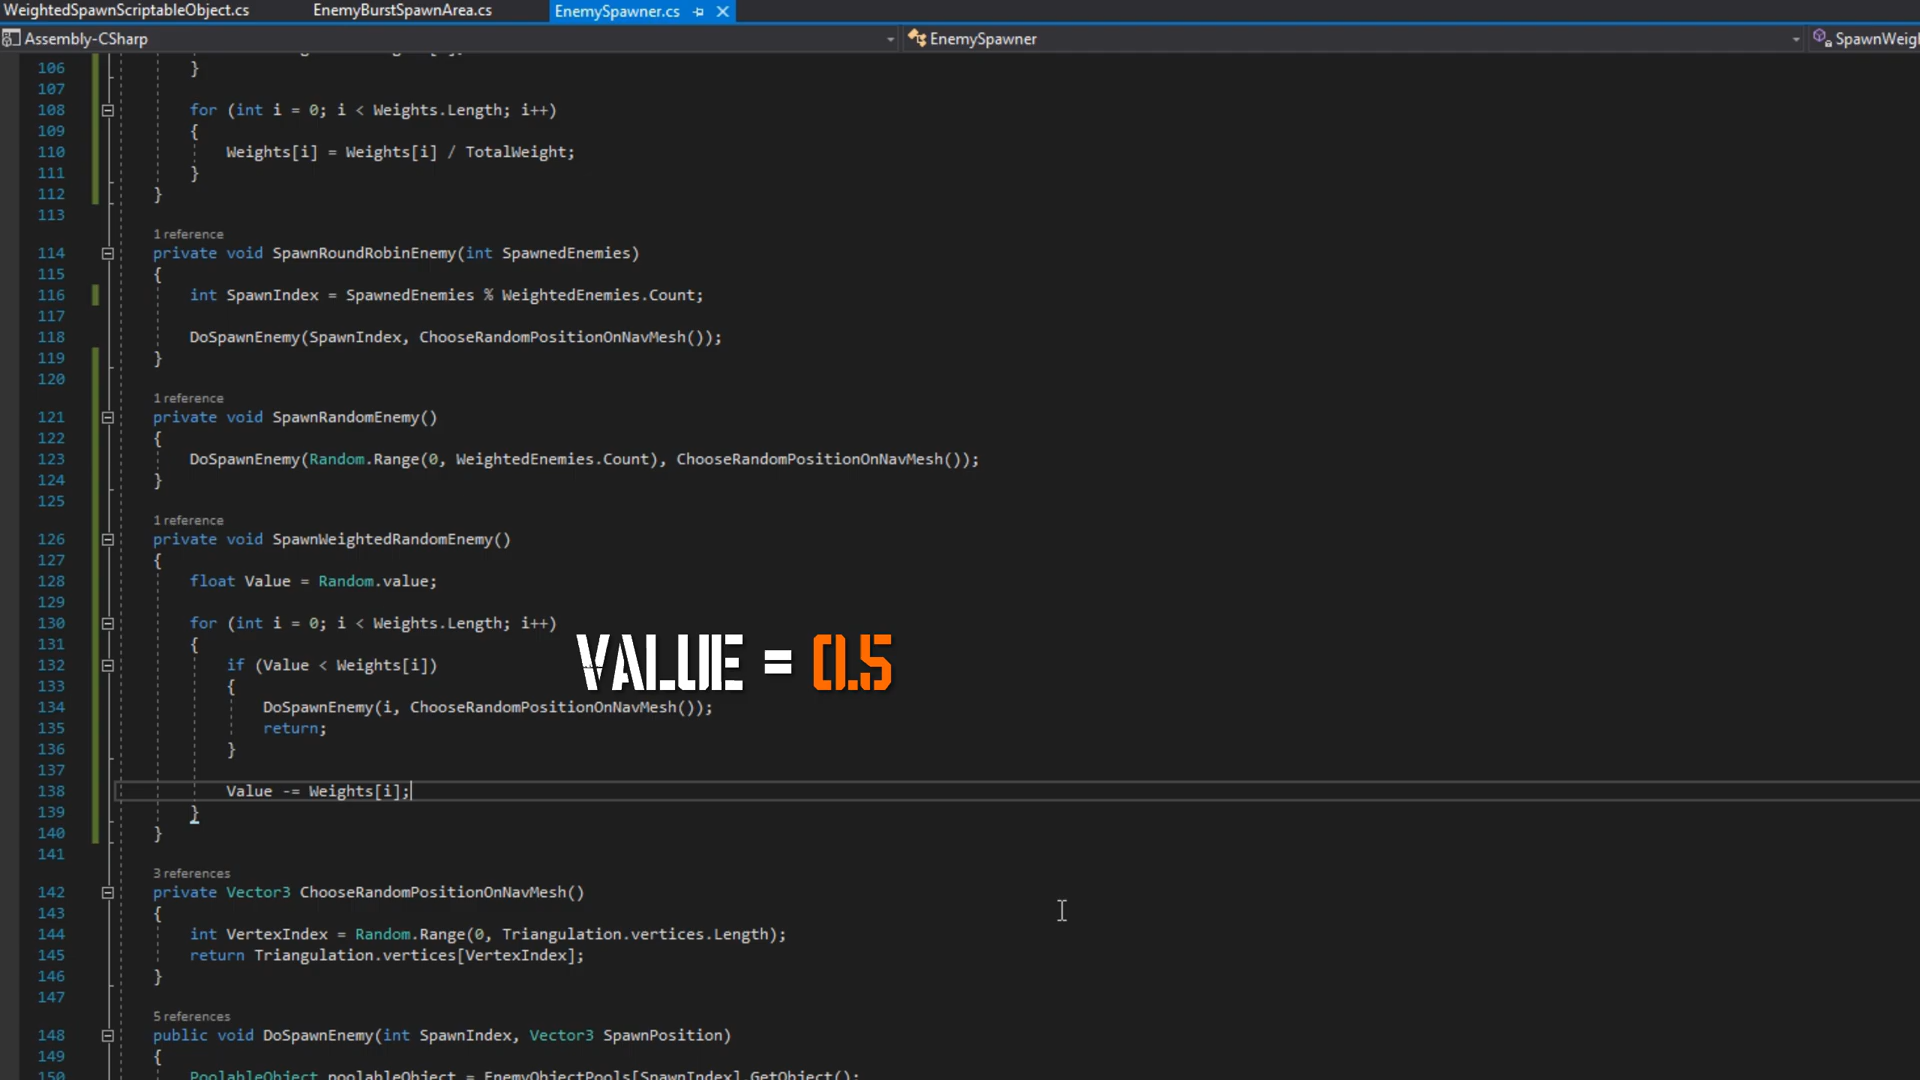 WeightedSpawnScriptableObject.cs EnemyBurstSpawnArea.cs EnemySpawner.cs
Assembly-CSharp EnemySpawner SpawnWeigl
106 }
107
108 for (int i = 0; i < Weights.Length; i++)
109 {
110 Weights[i] = Weights[i] / TotalWeight;
111 }
112 }
113
1 reference
114 private void SpawnRoundRobinEnemy(int SpawnedEnemies)
115 {
116 int SpawnIndex = SpawnedEnemies % WeightedEnemies.Count;
117
118 DoSpawnEnemy(SpawnIndex, ChooseRandomPositionOnNavMesh());
119 }
120
1 reference
121 private void SpawnRandomEnemy()
122 {
123 DoSpawnEnemy(Random.Range(0, WeightedEnemies.Count), ChooseRandomPositionOnNavMesh());
124 }
125
1 reference
126 private void SpawnWeightedRandomEnemy()
127 {
128 float Value = Random.value;
129
130 for (int i = 0; i < Weights.Length; i++)
131 {
132 if (Value < Weights[i])
VALUE = 0.5
133 {
134 DoSpawnEnemy(i, ChooseRandomPositionOnNavMesh());
135 return;
136 }
137
138 Value -= Weights[i];
139 }
140 }
141
3 references
142 private Vector3 ChooseRandomPositionOnNavMesh()
143 {
144 int VertexIndex = Random.Range(0, Triangulation.vertices.Length);
145 return Triangulation.vertices[VertexIndex];
146 }
147
5 references
148 public void DoSpawnEnemy(int SpawnIndex, Vector3 SpawnPosition)
149 {
150 PoolableObject poolableObject = EnemyObjectPools[SpawnIndex].GetObject();